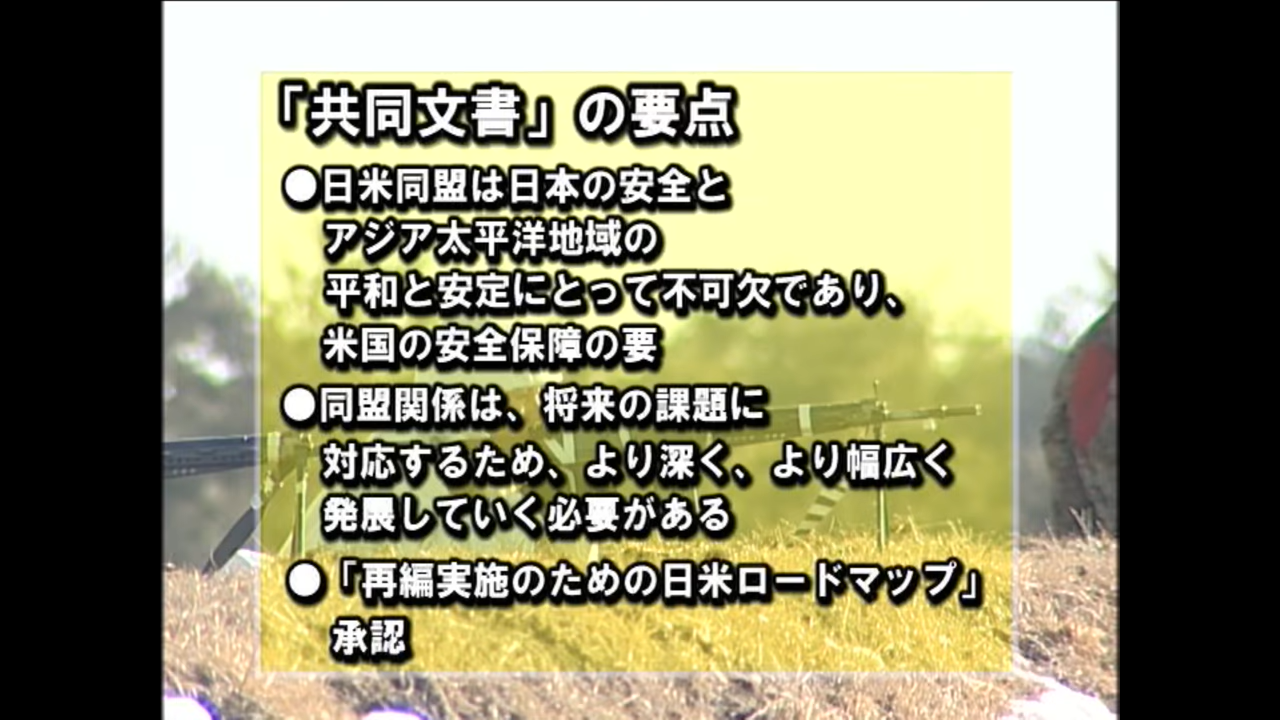 「共同文書」の要点
●日米同盟は日本の安全と
アジア太平洋地域の
平和と安定にとって不可欠であり、
米国の安全保障の要
●同盟関係は、将来の課題に
対応するため、より深く、より幅広く
発展していく必要がある
●「再編実施のための日米ロードマップ」
承認